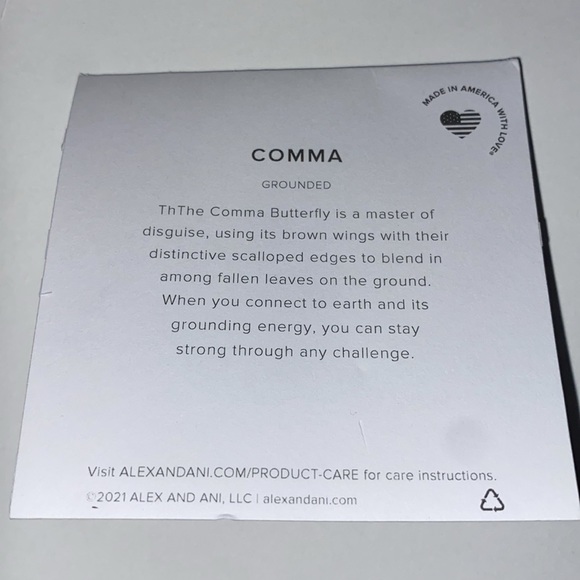 MADE IN AMERICA WITH LOVE®
COMMA
GROUNDED
ThThe Comma Butterfly is a master of
disguise, using its brown wings with their
distinctive scalloped edges to blend in
among fallen leaves on the ground.
When you connect to earth and its
grounding energy, you can stay
strong through any challenge.
Visit ALEXANDANI.COM/PRODUCT-CARE for care instructions.
©2021 ALEX AND ANI, LLC | alexandani.com